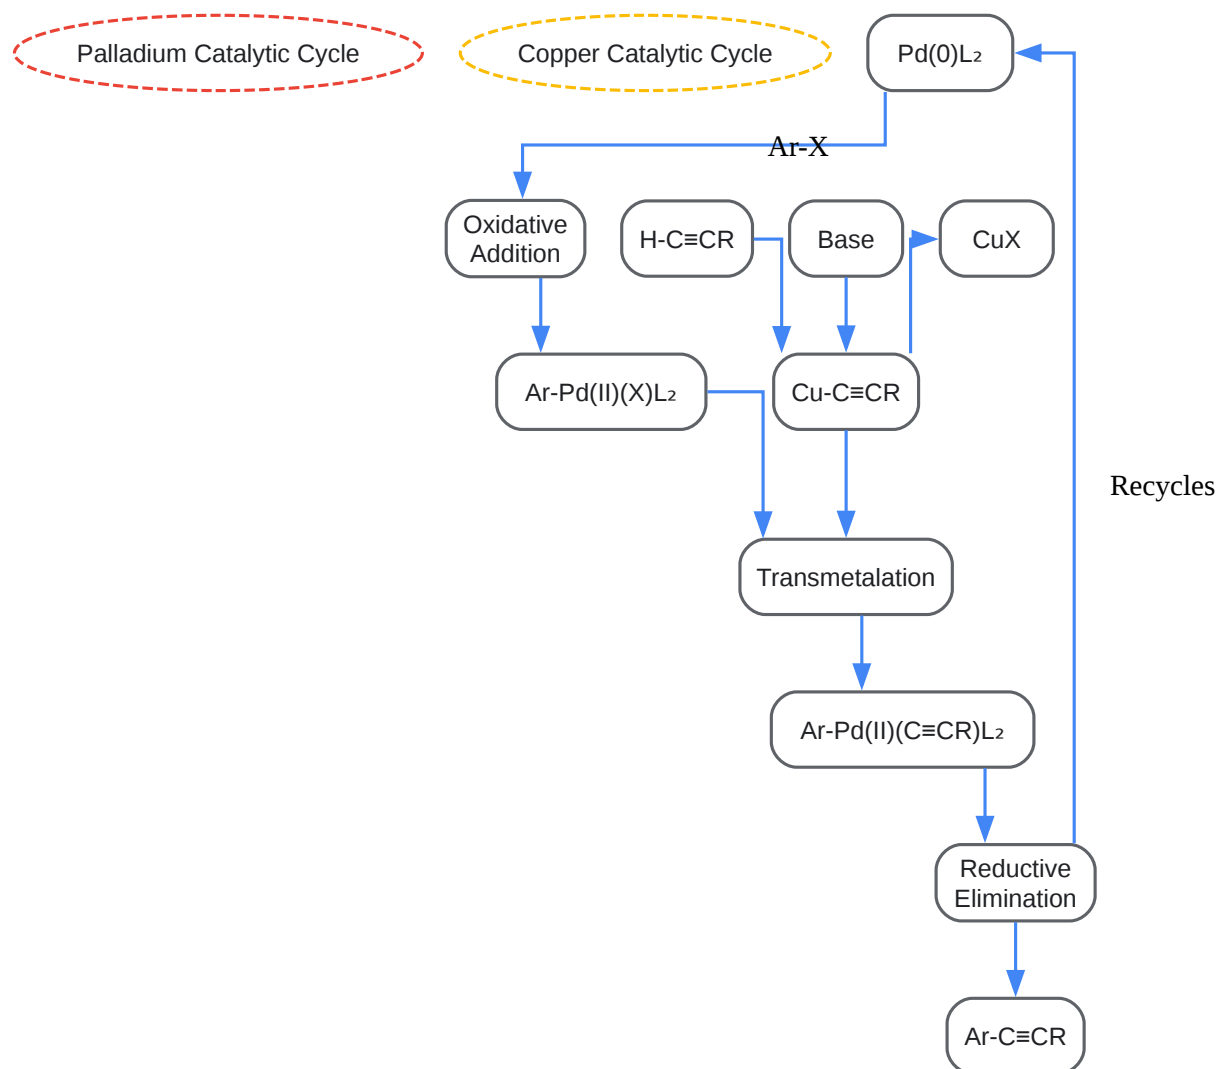 Palladium Catalytic Cycle
Copper Catalytic Cycle
Pd(0)L₂
Ar-X
Oxidative
Addition
H-C≡CR
Base
CuX
Ar-Pd(II)(X)L₂
Cu-C≡CR
Recycles
Transmetalation
Ar-Pd(II)(C≡CR)L₂
Reductive
Elimination
Ar-C≡CR